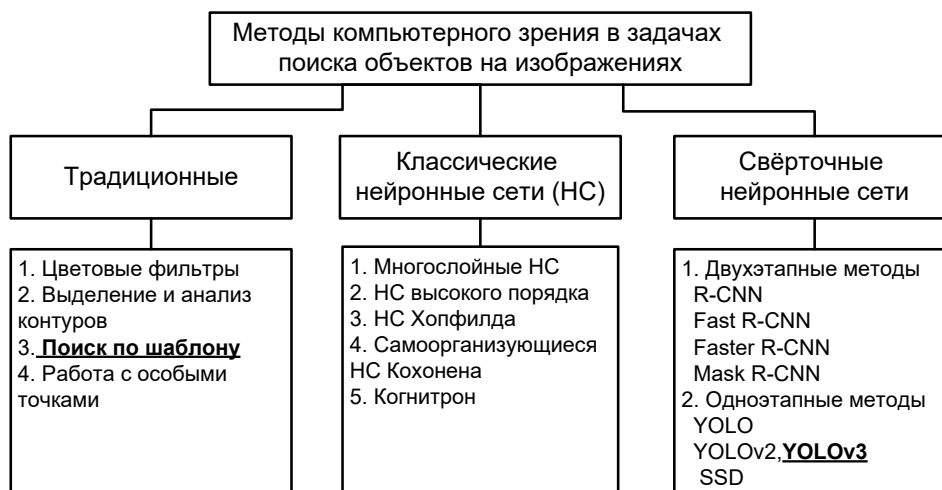 Методы компьютерного зрения в задачах
поиска объектов на изображениях
Традиционные
Классические
нейронные сети (НС)
Свёрточные
нейронные сети
1. Цветовые фильтры
2. Выделение и анализ
контуров
3. Поиск по шаблону
4. Работа с особыми
точками
1. Многослойные НС
2. НС высокого порядка
3. НС Хопфилда
4. Самоорганизующиеся
НС Кохонена
5. Когнитрон
1. Двухэтапные методы
R-CNN
Fast R-CNN
Faster R-CNN
Mask R-CNN
2. Одноэтапные методы
YOLO
YOLOv2,YOLOv3
SSD